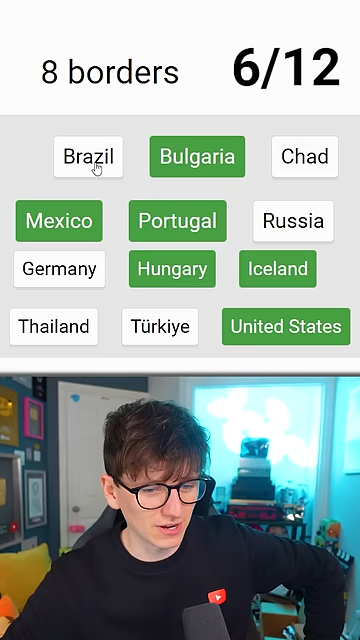 8 borders 6/12
Brazil Bulgaria Chad
Mexico Portugal Russia
Germany Hungary Iceland
Thailand Türkiye United States